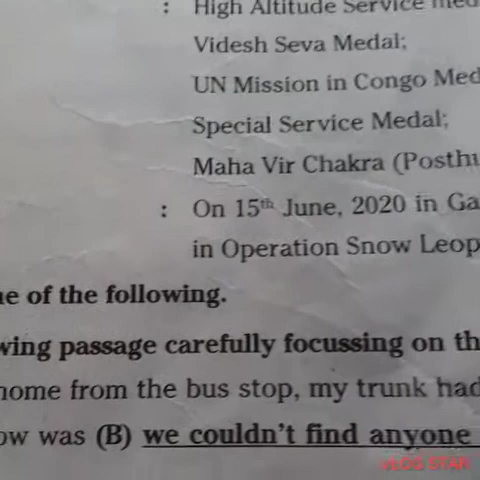 : High Altitude Service
Videsh Seva Medal;
UN Mission in Congo Med
Special Service Medal;
Maha Vir Chakra (Posthu
: On 15th June, 2020 in Ga
in Operation Snow Leop
ne of the following.
wing passage carefully focussing on th
home from the bus stop, my trunk had
ow was (B) we couldn't find anyone
VLOG STAR